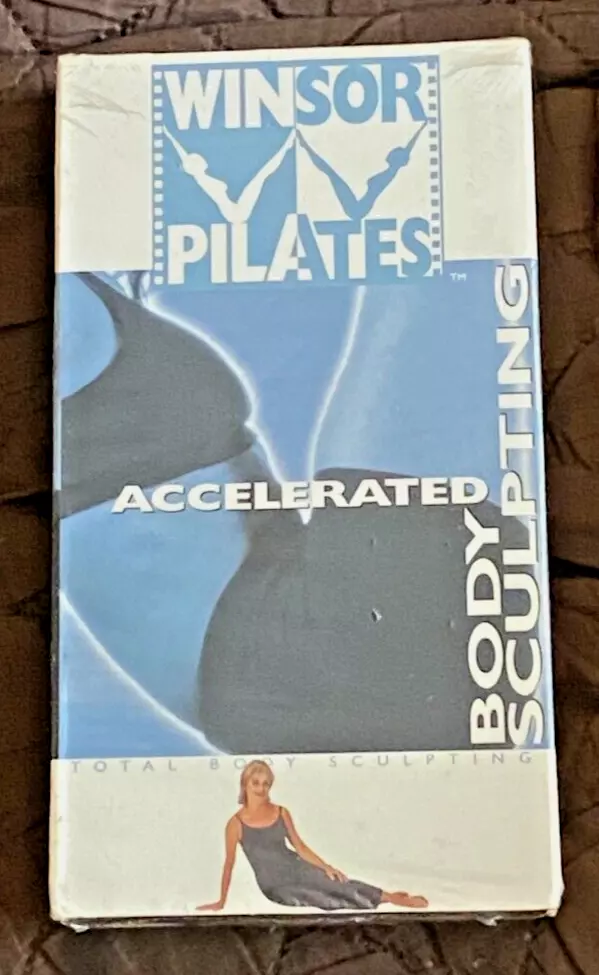 WINSOR
PILATES
TM
ACCELERATED
BODY
SCULPTING
TOTAL BODY SCULPTING